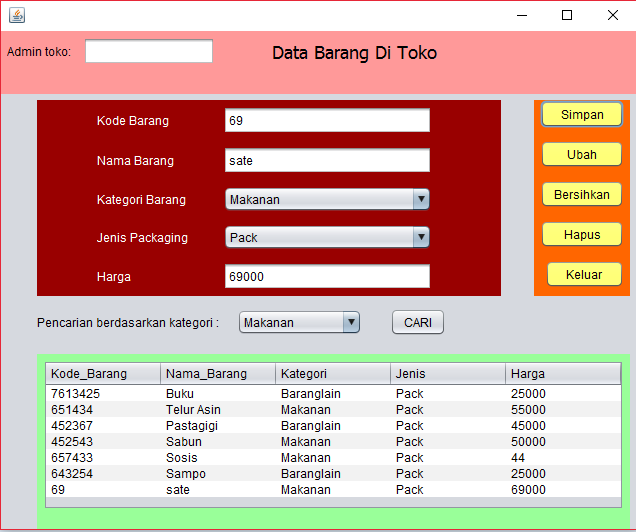 Admin toko:
Data Barang Di Toko
Kode Barang 69
Nama Barang sate
Kategori Barang Makanan
Jenis Packaging Pack
Harga 69000
Simpan
Ubah
Bersihkan
Hapus
Keluar
Pencarian berdasarkan kategori : Makanan CARI
Kode_Barang Nama_Barang Kategori Jenis Harga
7613425 Buku Baranglain Pack 25000
651434 Telur Asin Makanan Pack 55000
452367 Pastagigi Baranglain Pack 45000
452543 Sabun Makanan Pack 50000
657433 Sosis Makanan Pack 44
643254 Sampo Baranglain Pack 25000
69 sate Makanan Pack 69000